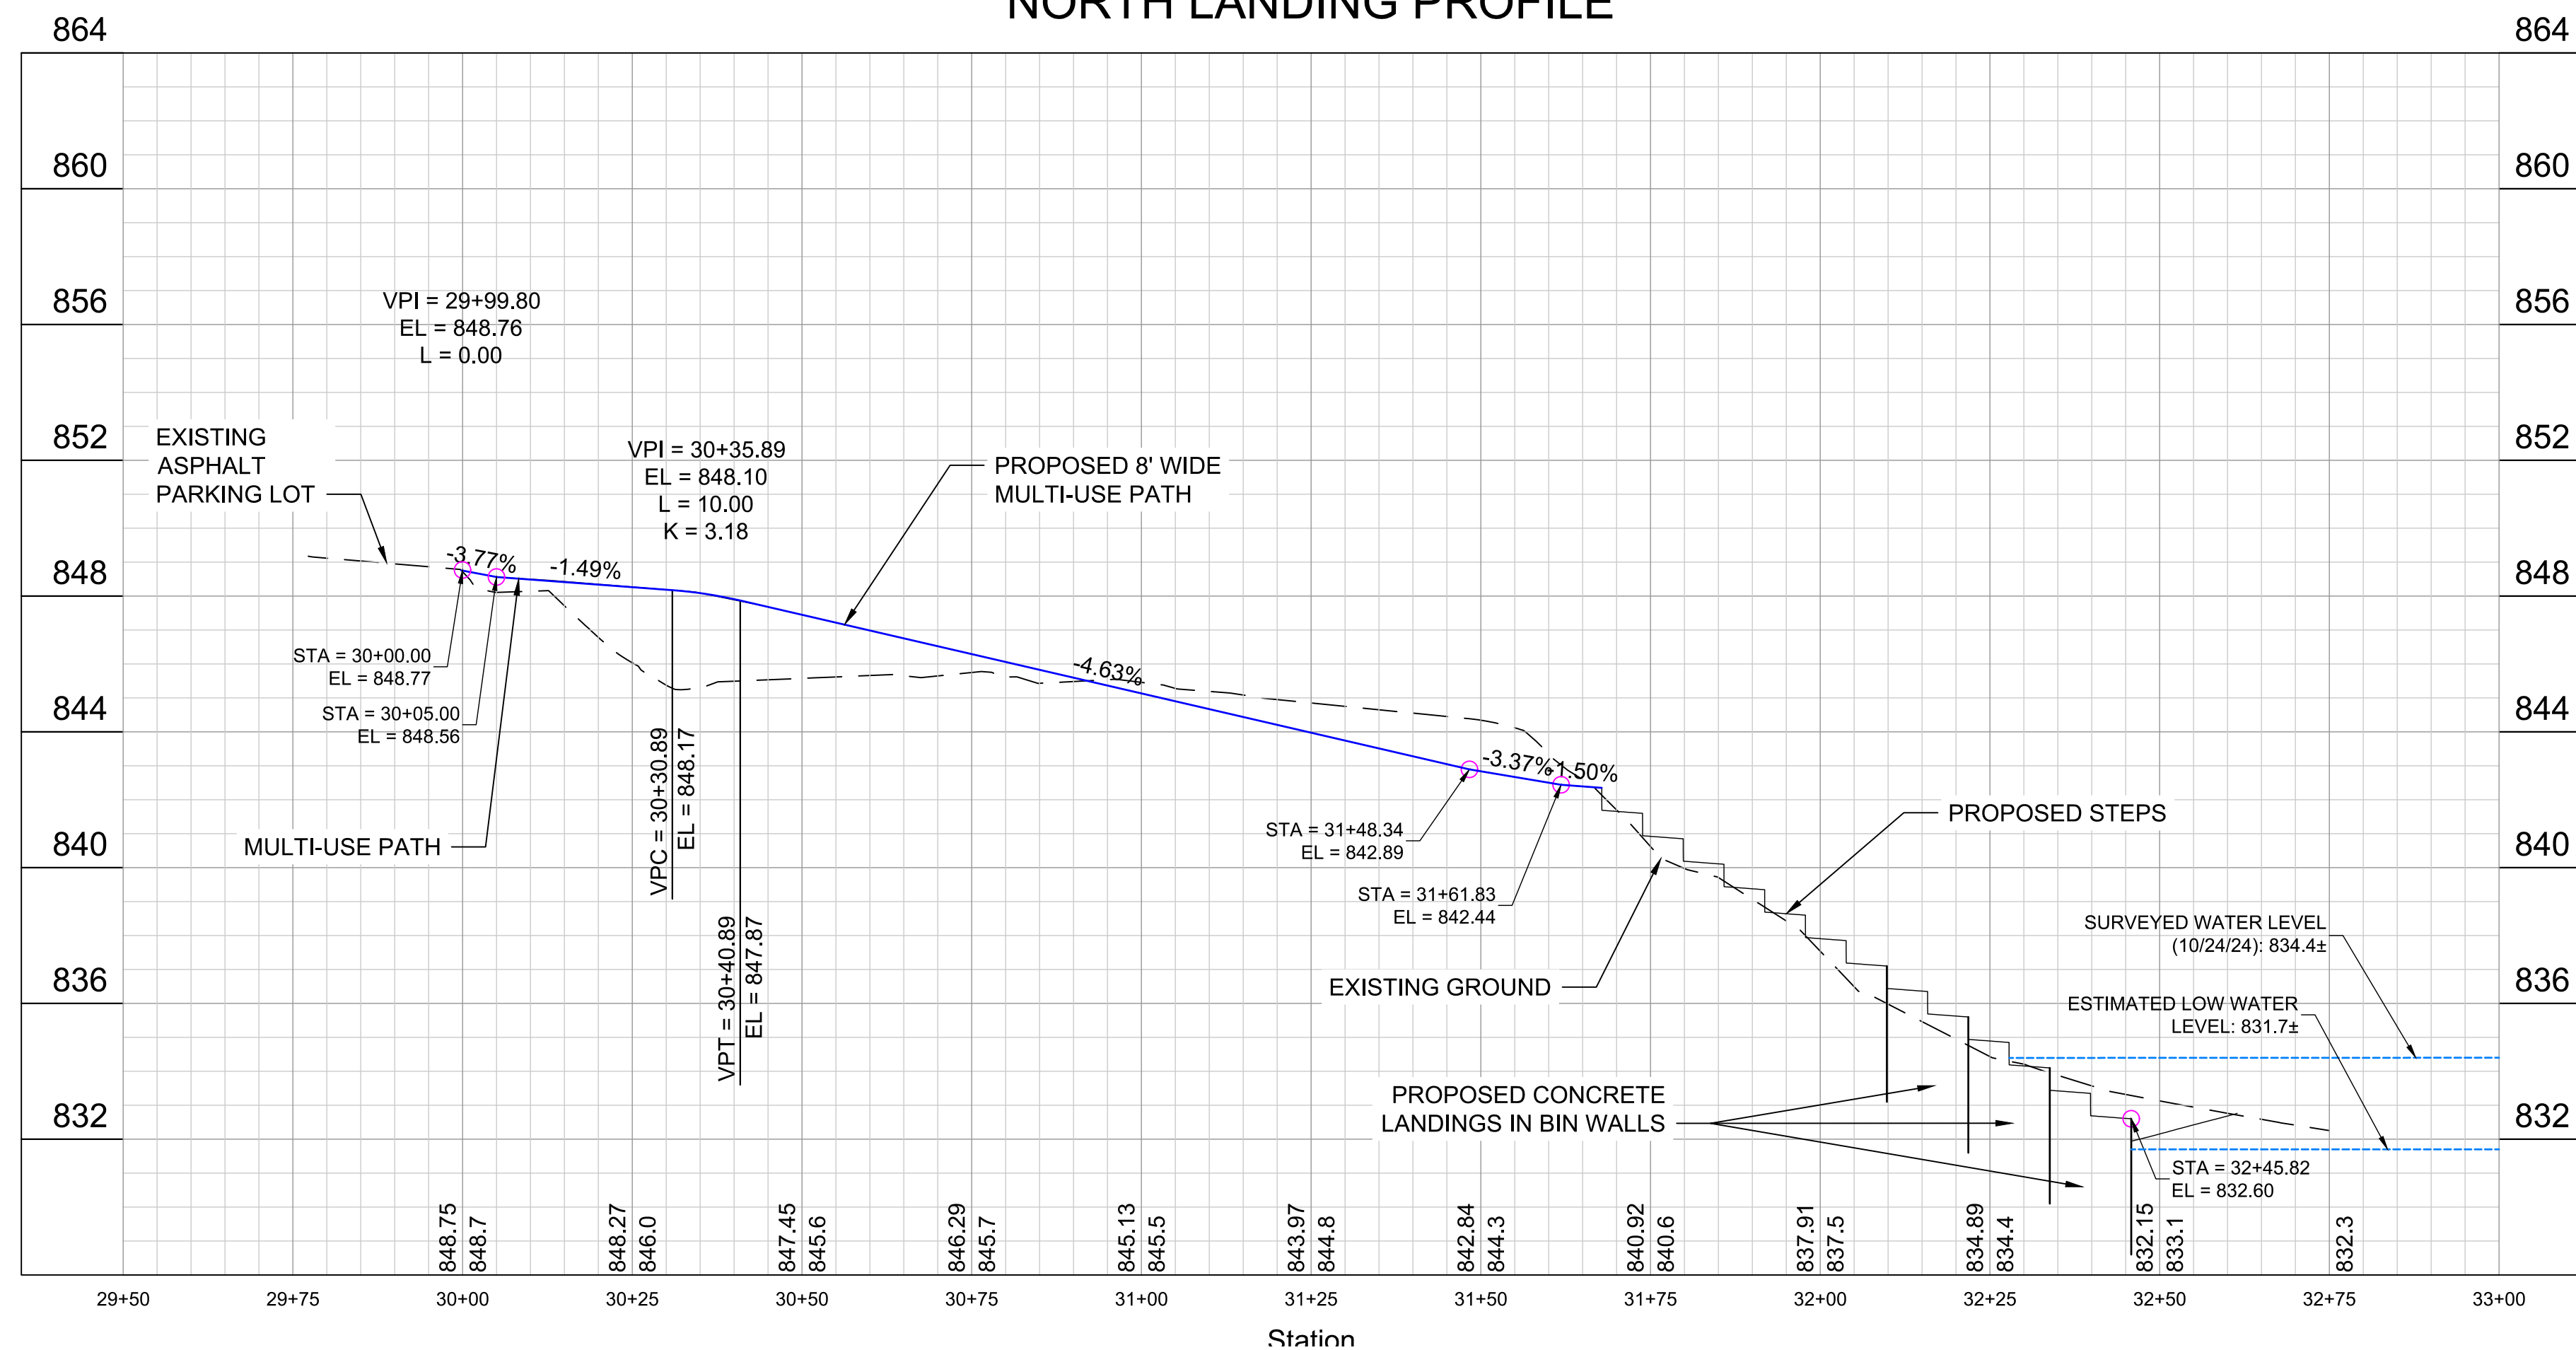 NORTH LANDING PROFILE
864
864
860
860
856
856
852
852
848
848
844
844
840
840
836
836
832
832
VPI = 29+99.80
EL = 848.76
L = 0.00
EXISTING
ASPHALT
PARKING LOT
VPI = 30+35.89
EL = 848.10
L = 10.00
K = 3.18
PROPOSED 8' WIDE
MULTI-USE PATH
-3.77%
-1.49%
STA = 30+00.00
EL = 848.77
STA = 30+05.00
EL = 848.56
MULTI-USE PATH
VPC = 30+30.89
EL = 848.17
VPT = 30+40.89
EL = 847.87
-4.63%
-3.37%
-1.50%
STA = 31+48.34
EL = 842.89
STA = 31+61.83
EL = 842.44
EXISTING GROUND
PROPOSED STEPS
SURVEYED WATER LEVEL
(10/24/24): 834.4±
ESTIMATED LOW WATER
LEVEL: 831.7±
PROPOSED CONCRETE
LANDINGS IN BIN WALLS
STA = 32+45.82
EL = 832.60
848.75
848.7
848.27
846.0
847.45
845.6
846.29
845.7
845.13
845.5
843.97
844.8
842.84
844.3
840.92
840.6
837.91
837.5
834.89
834.4
832.15
833.1
832.3
29+50
29+75
30+00
30+25
30+50
30+75
31+00
31+25
31+50
31+75
32+00
32+25
32+50
32+75
33+00
Station